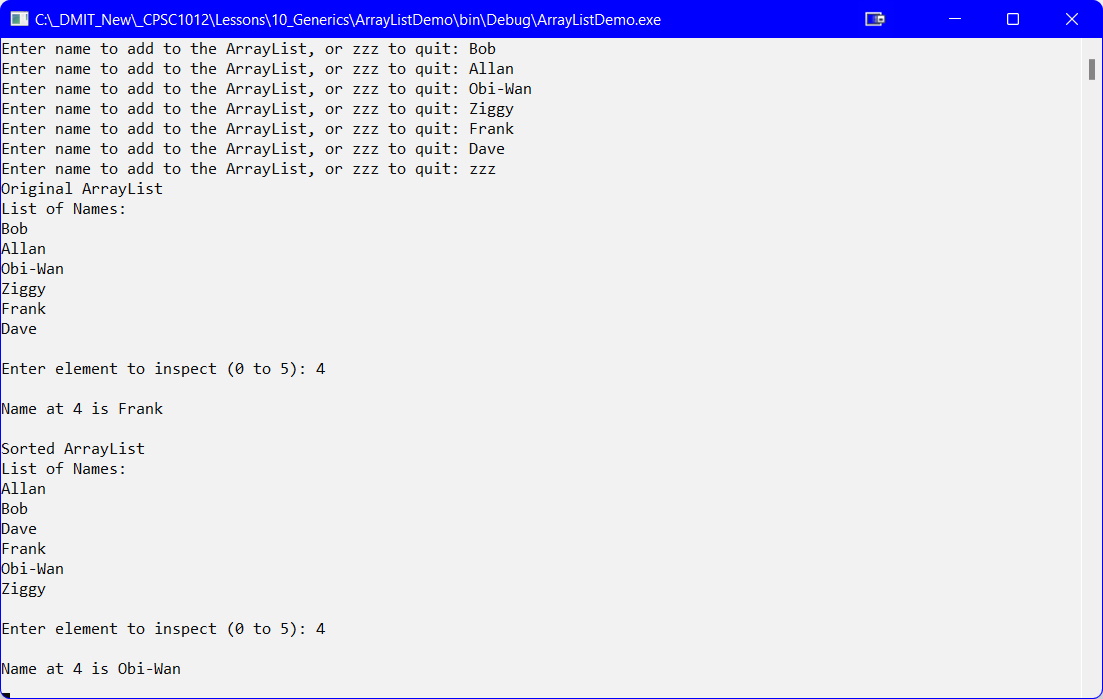 C:\_DMIT_New\_CPSC1012\Lessons\10_Generics\ArrayListDemo\bin\Debug\ArrayListDemo.exe
Enter name to add to the ArrayList, or zzz to quit: Bob
Enter name to add to the ArrayList, or zzz to quit: Allan
Enter name to add to the ArrayList, or zzz to quit: Obi-Wan
Enter name to add to the ArrayList, or zzz to quit: Ziggy
Enter name to add to the ArrayList, or zzz to quit: Frank
Enter name to add to the ArrayList, or zzz to quit: Dave
Enter name to add to the ArrayList, or zzz to quit: zzz
Original ArrayList
List of Names:
Bob
Allan
Obi-Wan
Ziggy
Frank
Dave
Enter element to inspect (0 to 5): 4
Name at 4 is Frank
Sorted ArrayList
List of Names:
Allan
Bob
Dave
Frank
Obi-Wan
Ziggy
Enter element to inspect (0 to 5): 4
Name at 4 is Obi-Wan